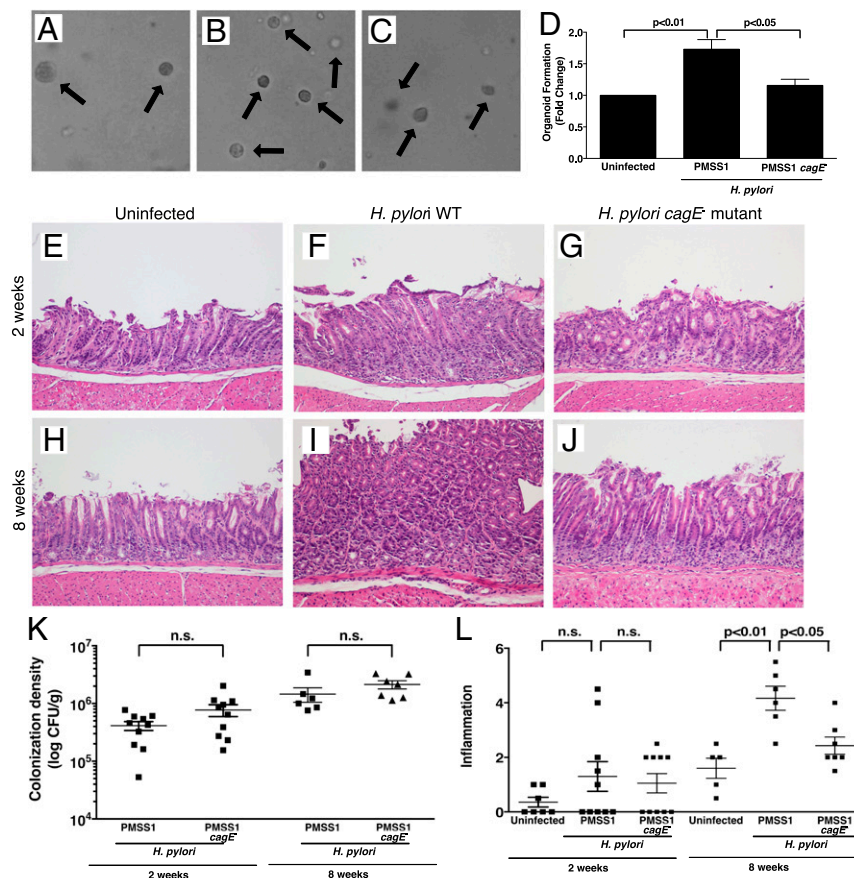 A
B
C
D
p<0.01
p<0.05
Organoid Formation
(Fold Change)
2.0
1.5
1.0
0.5
0.0
Uninfected
PMSS1
PMSS1 cagE-
H. pylori
Uninfected
H. pylori WT
H. pylori cagE- mutant
2 weeks
E
F
G
8 weeks
H
I
J
K
n.s.
n.s.
Colonization density
(log CFU/g)
10^7
10^6
10^5
10^4
PMSS1
PMSS1
cagE-
PMSS1
PMSS1
cagE-
H. pylori
H. pylori
2 weeks
8 weeks
L
n.s.
n.s.
p<0.01
p<0.05
Inflammation
6
4
2
0
Uninfected
PMSS1
PMSS1
cagE-
Uninfected
PMSS1
PMSS1
cagE-
H. pylori
H. pylori
2 weeks
8 weeks